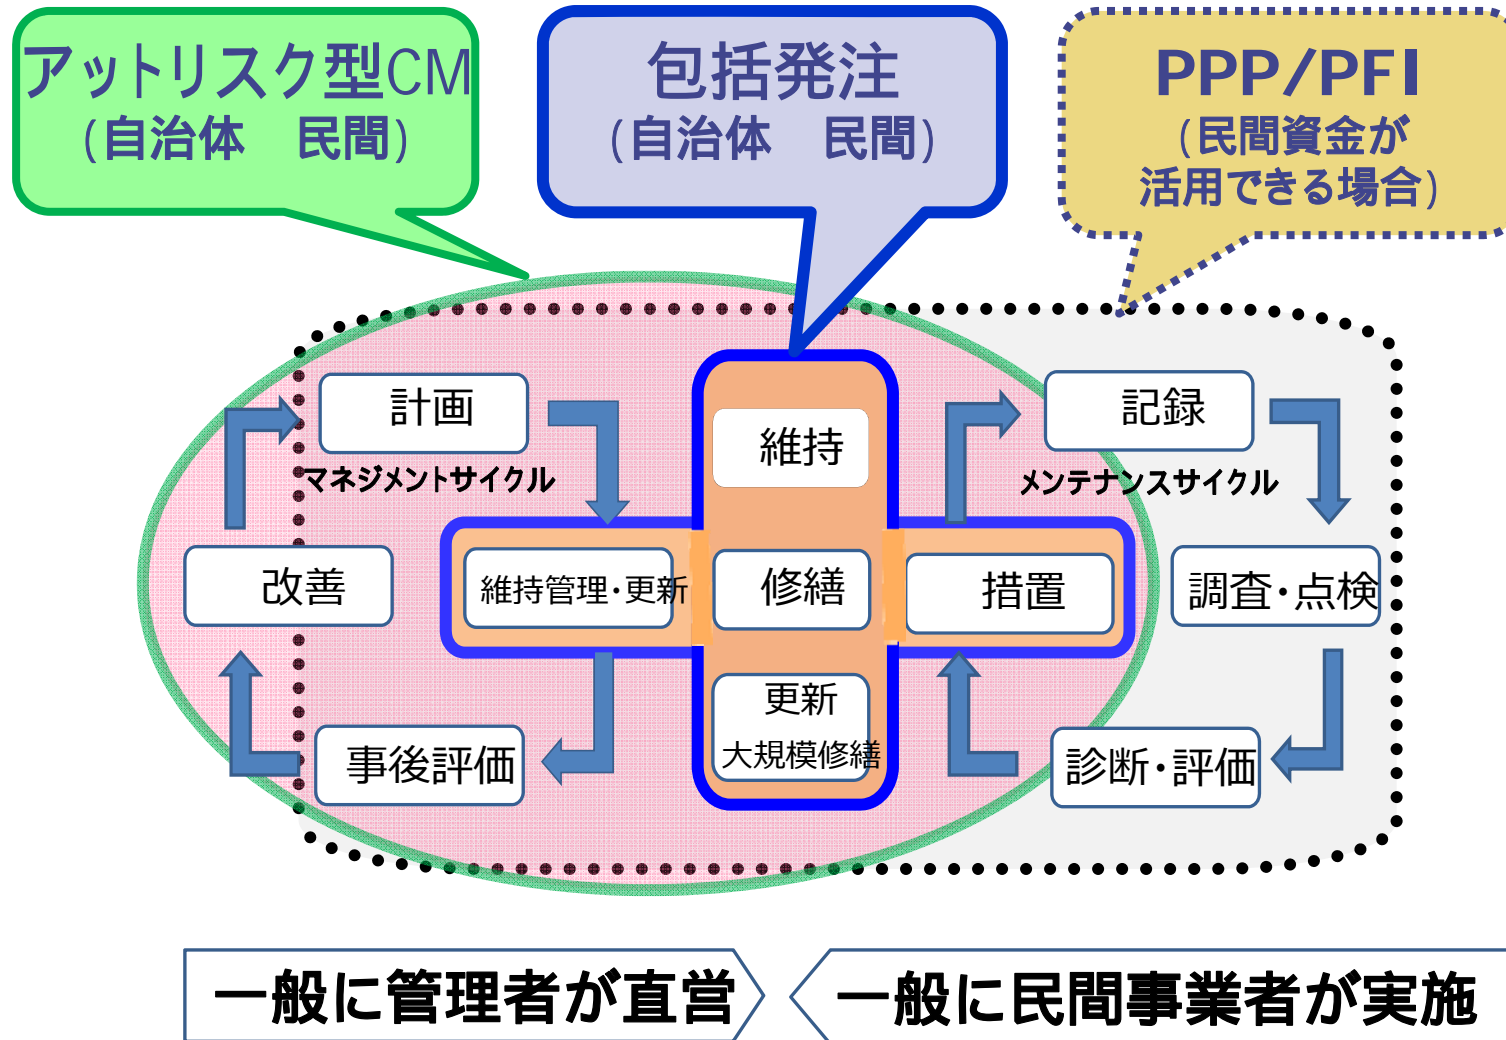 アットリスク型CM
(自治体　民間)
包括発注
(自治体　民間)
PPP/PFI
(民間資金が
活用できる場合)
計画
マネジメントサイクル
維持
記録
メンテナンスサイクル
改善
維持管理・更新
修繕
措置
調査・点検
事後評価
更新
大規模修繕
診断・評価
一般に管理者が直営
一般に民間事業者が実施